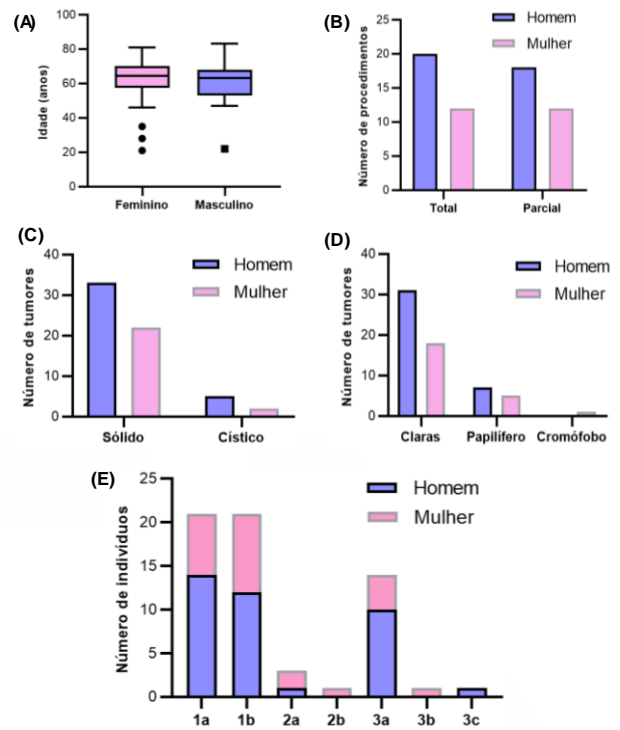 (A)
Idade (anos)
100
80
60
40
20
0
Feminino Masculino
(B)
Número de procedimentos
25
20
15
10
5
0
Homem
Mulher
Total Parcial
(C)
Número de tumores
40
30
20
10
0
Homem
Mulher
Sólido Cístico
(D)
Número de tumores
40
30
20
10
0
Homem
Mulher
Claras Papilífero Cromófobo
(E)
Número de indivíduos
25
20
15
10
5
0
Homem
Mulher
1a 1b 2a 2b 3a 3b 3c